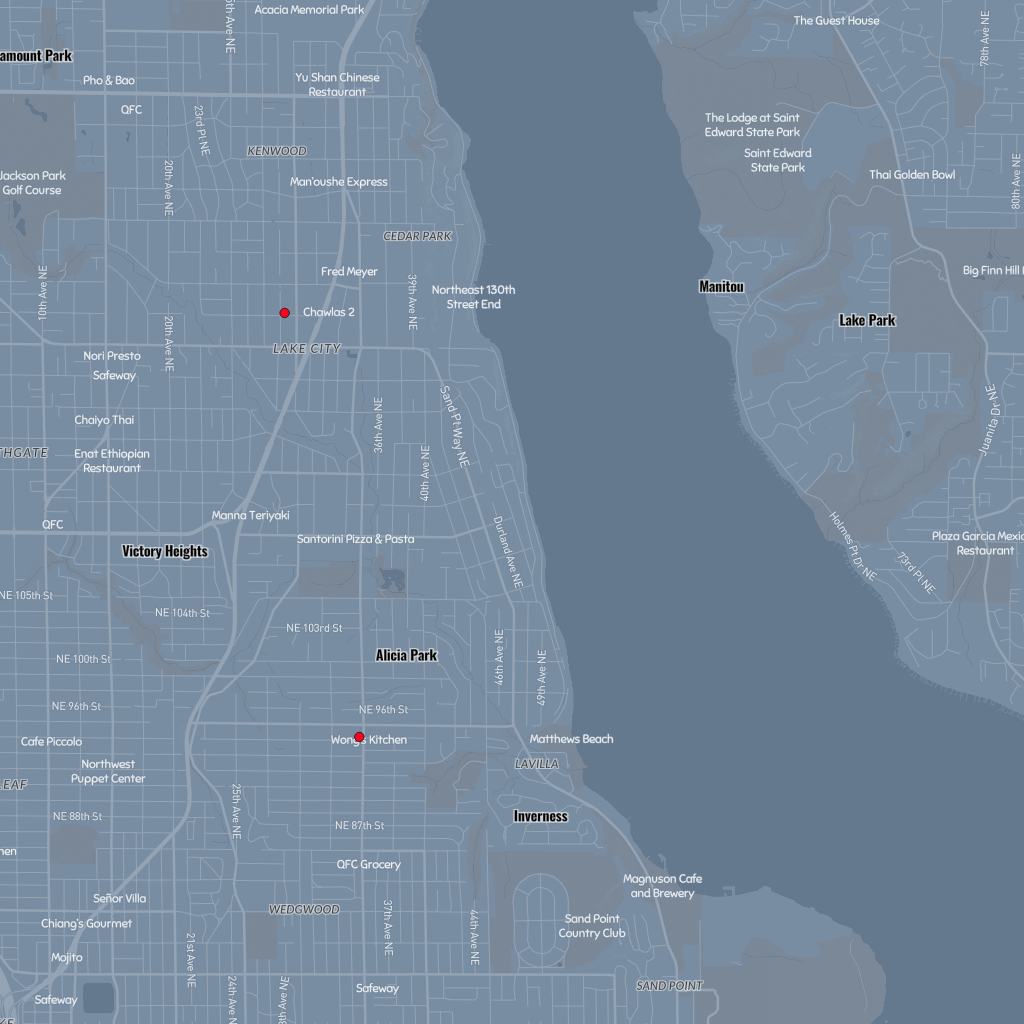 Acacia Memorial Park
The Guest House
78th Ave NE
Pho & Bao
Yu Shan Chinese
Restaurant
QFC
23rd Pl NE
The Lodge at Saint
Edward State Park
KENWOOD
Saint Edward
State Park
Jackson Park
Golf Course
20th Ave NE
Man'oushe Express
Thai Golden Bowl
80th Ave NE
CEDAR PARK
10th Ave NE
Fred Meyer
39th Ave NE
Northeast 130th
Street End
Manitou
Big Finn Hill
Chawlas 2
Lake Park
20th Ave NE
LAKE CITY
Nori Presto
Safeway
Sand Pt Way NE
Juanita Dr NE
Chaiyo Thai
36th Ave NE
THGATE
Enat Ethiopian
Restaurant
40th Ave NE
QFC
Manna Teriyaki
Santorini Pizza & Pasta
Durland Ave NE
Holmes Pt Dr NE
Plaza Garcia Mexic
Restaurant
Victory Heights
73rd Pl NE
NE 105th St
NE 104th St
NE 103rd St
NE 100th St
Alicia Park
46th Ave NE
49th Ave NE
NE 96th St
NE 96th St
Cafe Piccolo
Wong's Kitchen
Matthews Beach
Northwest
Puppet Center
LAVILLA
LEAF
25th Ave NE
NE 88th St
NE 87th St
Inverness
QFC Grocery
Señor Villa
Magnuson Cafe
and Brewery
WEDGWOOD
37th Ave NE
44th Ave NE
Chiang's Gourmet
Sand Point
Country Club
21st Ave NE
Mojito
Safeway
24th Ave NE
Safeway
SAND POINT